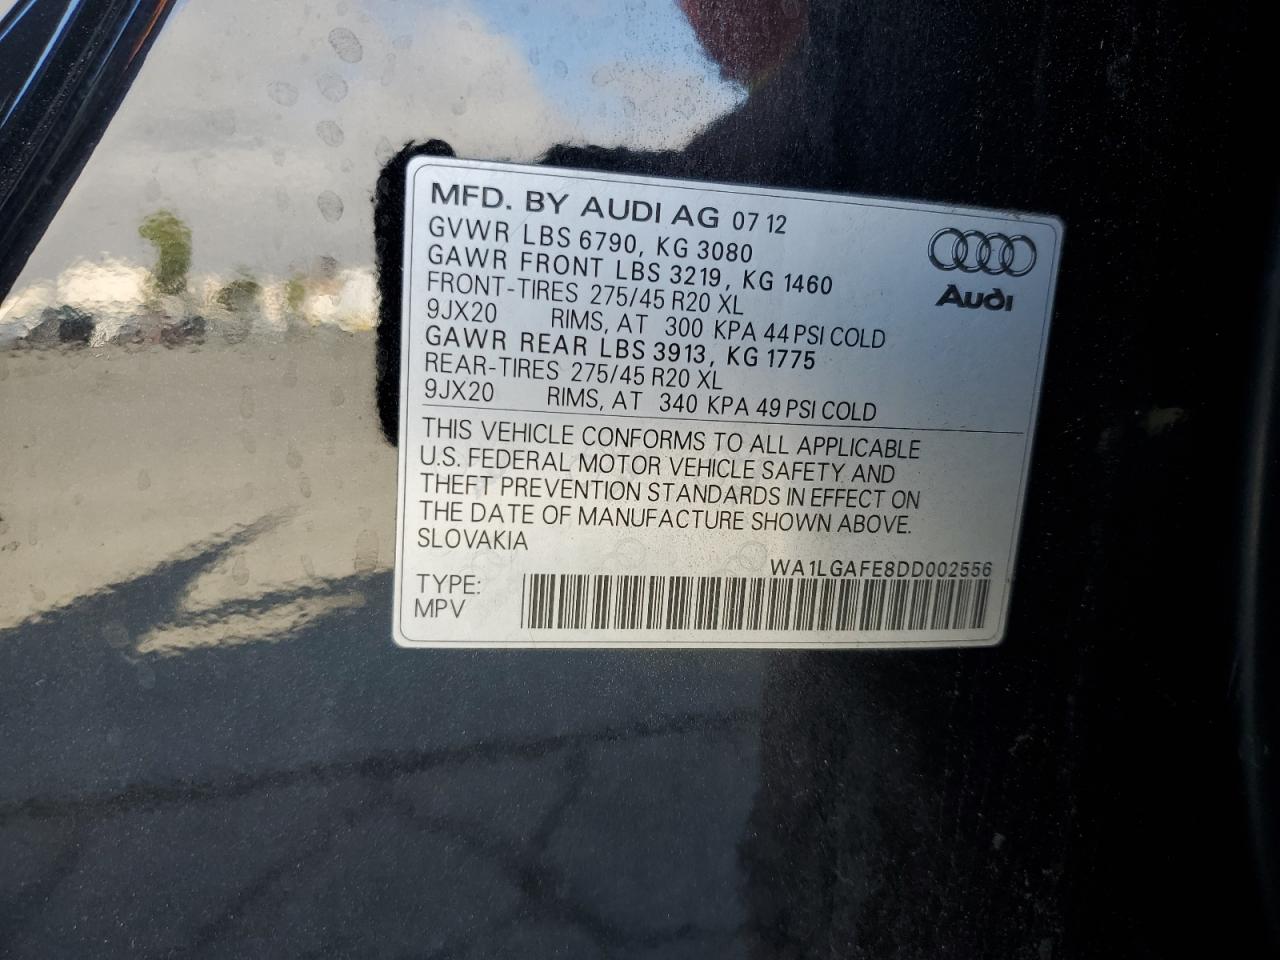 MFD. BY AUDI AG 07 12
GVWR LBS 6790, KG 3080
GAWR FRONT LBS 3219, KG 1460
FRONT-TIRES 275/45 R20 XL
9JX20 RIMS, AT 300 KPA 44 PSI COLD
GAWR REAR LBS 3913, KG 1775
REAR-TIRES 275/45 R20 XL
9JX20 RIMS, AT 340 KPA 49 PSI COLD
Audi
THIS VEHICLE CONFORMS TO ALL APPLICABLE
U.S. FEDERAL MOTOR VEHICLE SAFETY AND
THEFT PREVENTION STANDARDS IN EFFECT ON
THE DATE OF MANUFACTURE SHOWN ABOVE.
SLOVAKIA
WA1LGAFE8DD002556
TYPE:
MPV